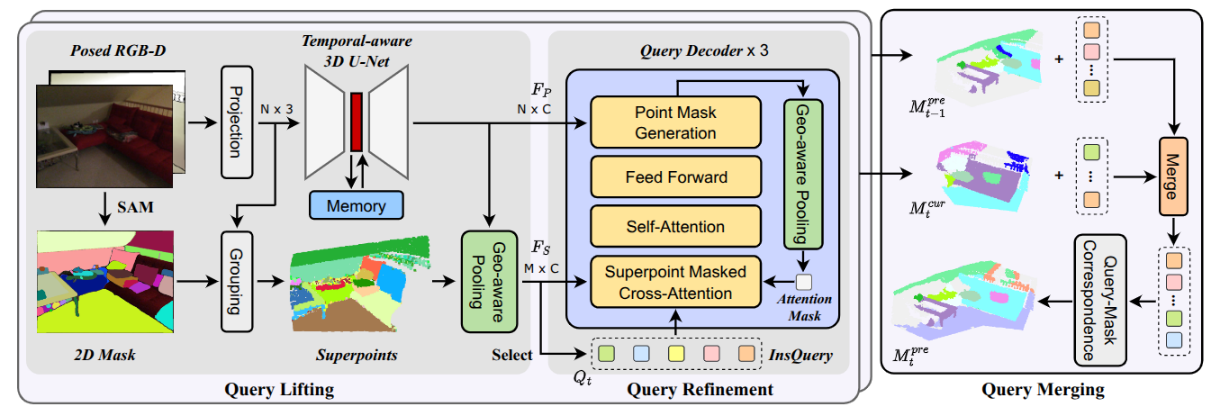 Posed RGB-D
Temporal-aware
3D U-Net
Projection
N x 3
SAM
Memory
Grouping
Geo-aware
Pooling
2D Mask
Superpoints
Select
Query Lifting
F_P
N x C
F_S
M x C
Query Decoder x 3
Point Mask
Generation
Feed Forward
Self-Attention
Superpoint Masked
Cross-Attention
Geo-aware Pooling
Attention
Mask
Q_t
InsQuery
Query Refinement
M_{t-1}^{pre}
+
...
M_t^{cur}
+
...
Merge
Query-Mask
Correspondence
...
M_t^{pre}
Query Merging